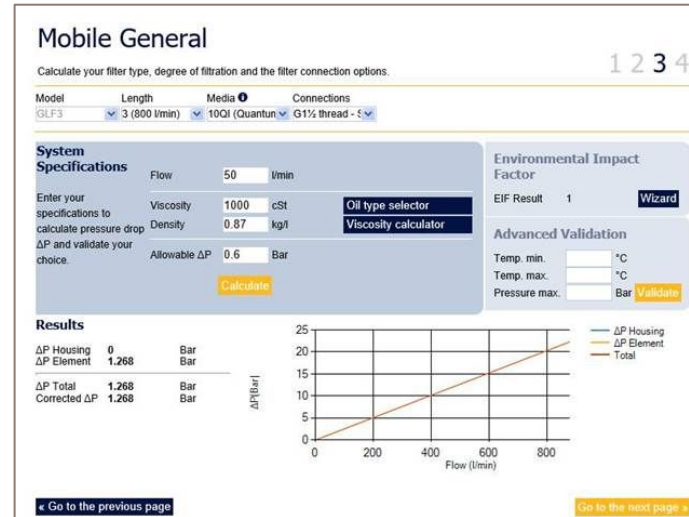 Mobile General
Calculate your filter type, degree of filtration and the filter connection options.
1 2 3 4
Model Length Media Connections
GLF3 3 (800 l/min) 10QI (Quantun G1½ thread - S
System Specifications
Enter your
specifications to
calculate pressure drop
ΔP and validate your
choice.
Flow 50 l/min
Viscosity 1000 cSt Oil type selector
Density 0.87 kg/l Viscosity calculator
Allowable ΔP 0.6 Bar
Calculate
Environmental Impact
Factor
EIF Result 1 Wizard
Advanced Validation
Temp. min. °C
Temp. max. °C
Pressure max. Bar Validate
Results
ΔP Housing 0 Bar
ΔP Element 1.268 Bar
ΔP Total 1.268 Bar
Corrected ΔP 1.268 Bar
ΔP[Bar]
25
20
15
10
5
0
0 200 400 600 800
Flow (l/min)
ΔP Housing
ΔP Element
Total
« Go to the previous page
Go to the next page »